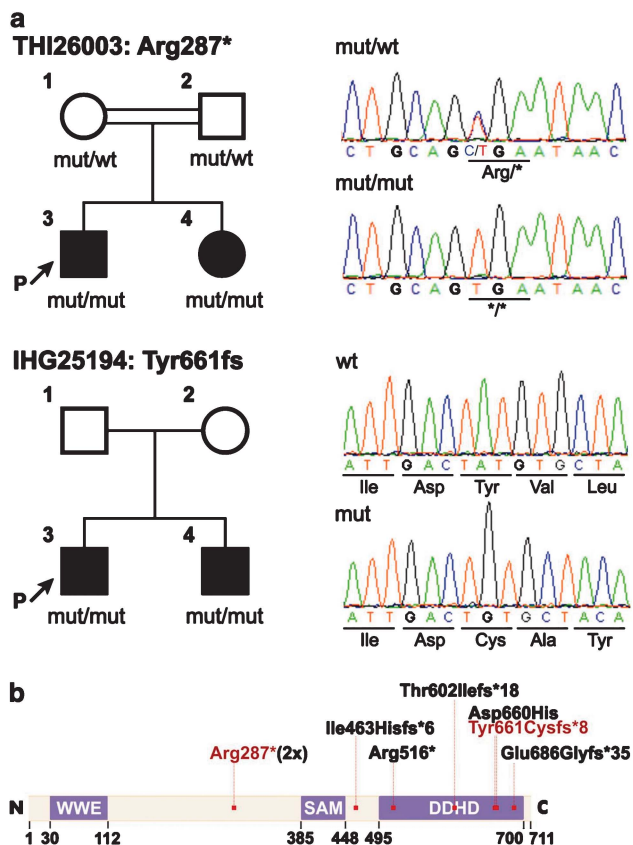 a
THI26003: Arg287*
1
2
mut/wt
mut/wt
3
4
P
mut/mut
mut/mut
mut/wt
C T G C A G C/T G A A T A A C
Arg/*
mut/mut
C T G C A G T G A A T A A C
*/*
IHG25194: Tyr661fs
1
2
3
4
P
mut/mut
mut/mut
wt
A T T G A C T A T G T G C T A
Ile Asp Tyr Val Leu
mut
A T T G A C T G T G C T A C A
Ile Asp Cys Ala Tyr
b
Thr602Ilefs*18
Asp660His
Arg287*(2x)
Ile463Hisfs*6
Tyr661Cysfs*8
Arg516*
Glu686Glyfs*35
N WWE SAM DDHD C
1 30 112 385 448 495 700 711